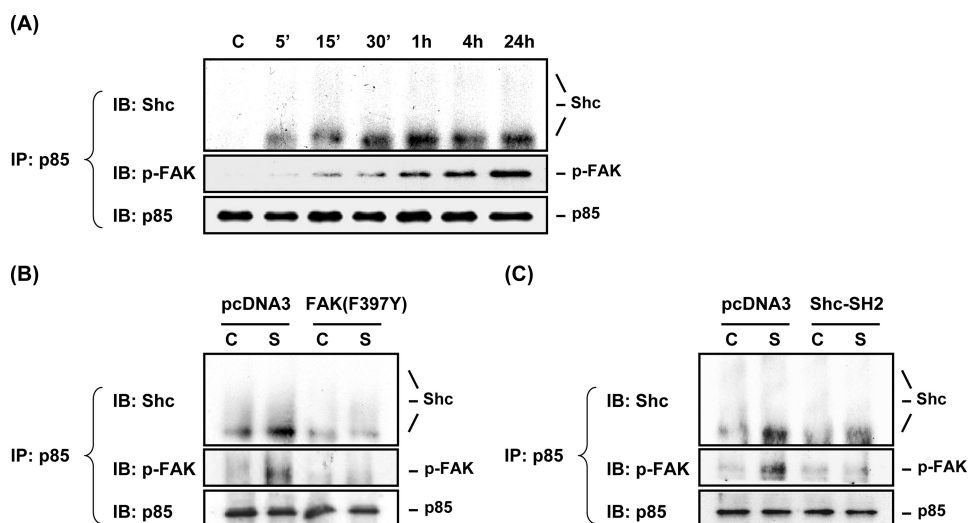 (A)
C 5’ 15’ 30’ 1h 4h 24h
IB: Shc
Shc
IP: p85
IB: p-FAK
p-FAK
IB: p85
p85
(B)
pcDNA3 FAK(F397Y)
C S C S
IB: Shc
Shc
IP: p85
IB: p-FAK
p-FAK
IB: p85
p85
(C)
pcDNA3 Shc-SH2
C S C S
IB: Shc
Shc
IP: p85
IB: p-FAK
p-FAK
IB: p85
p85